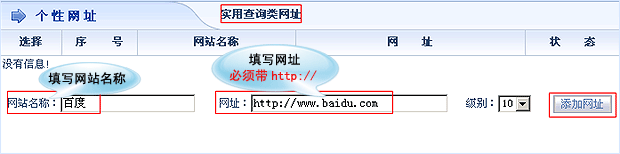 个性网址 实用查询类网址
选择 序号 网站名称 网址 状态
没有信息!
填写网站名称
填写网址
必须带 http://
网站名称：百度 网址：http://www.baidu.com 级别：10 添加网址